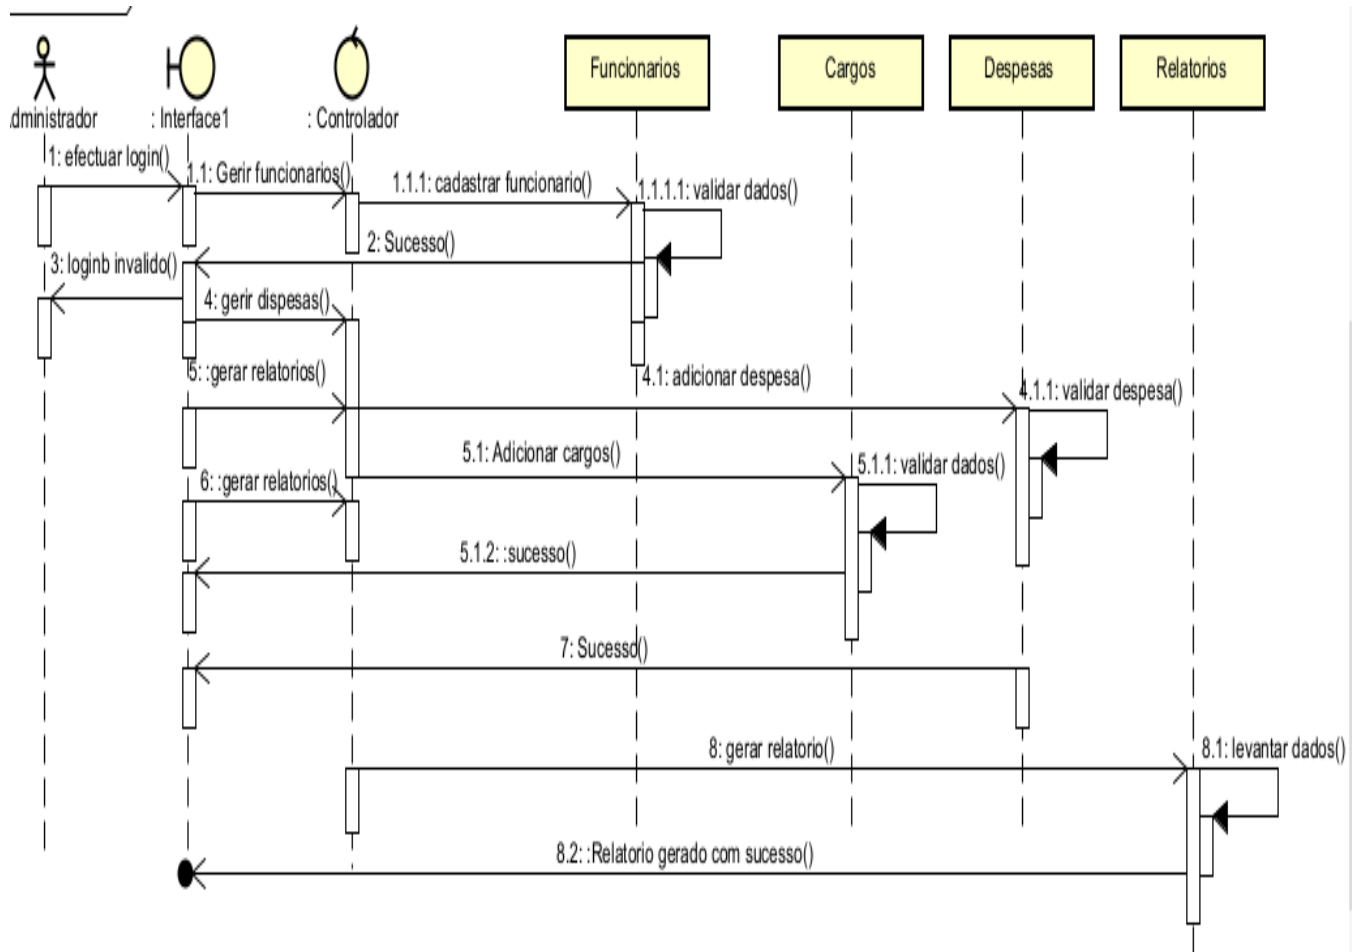 Funcionarios
Cargos
Despesas
Relatorios
dministrador
: Interface1
: Controlador
1: efectuar login()
1.1: Gerir funcionarios()
1.1.1: cadastrar funcionario()
1.1.1.1: validar dados()
2: Sucesso()
3: loginb invalido()
4: gerir dispesas()
5: :gerar relatorios()
4.1: adicionar despesa()
4.1.1: validar despesa()
5.1: Adicionar cargos()
5.1.1: validar dados()
6: :gerar relatorios()
5.1.2: :sucesso()
7: Sucesso()
8: gerar relatorio()
8.1: levantar dados()
8.2: :Relatorio gerado com sucesso()